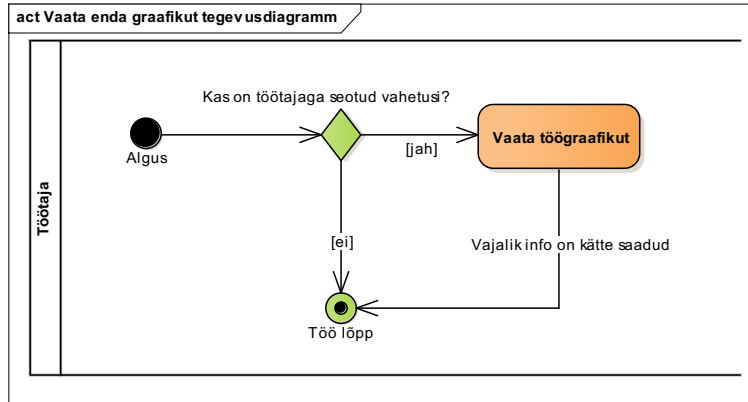 act Vaata enda graafikut tegevusdiagramm
Töötaja
Kas on töötajaga seotud vahetusi?
Algus
[jah]
Vaata töögraafikut
[ei]
Vajalik info on kätte saadud
Töö lõpp